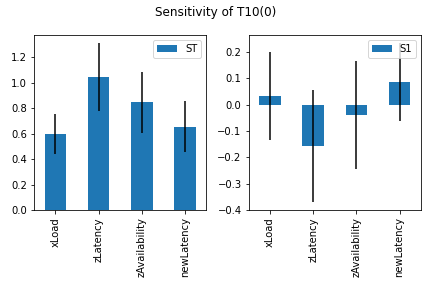 Sensitivity of T10(0)
ST
1.2
1.0
0.8
0.6
0.4
0.2
0.0
xLoad
zLatency
zAvailability
newLatency
S1
0.2
0.1
0.0
−0.1
−0.2
−0.3
−0.4
xLoad
zLatency
zAvailability
newLatency